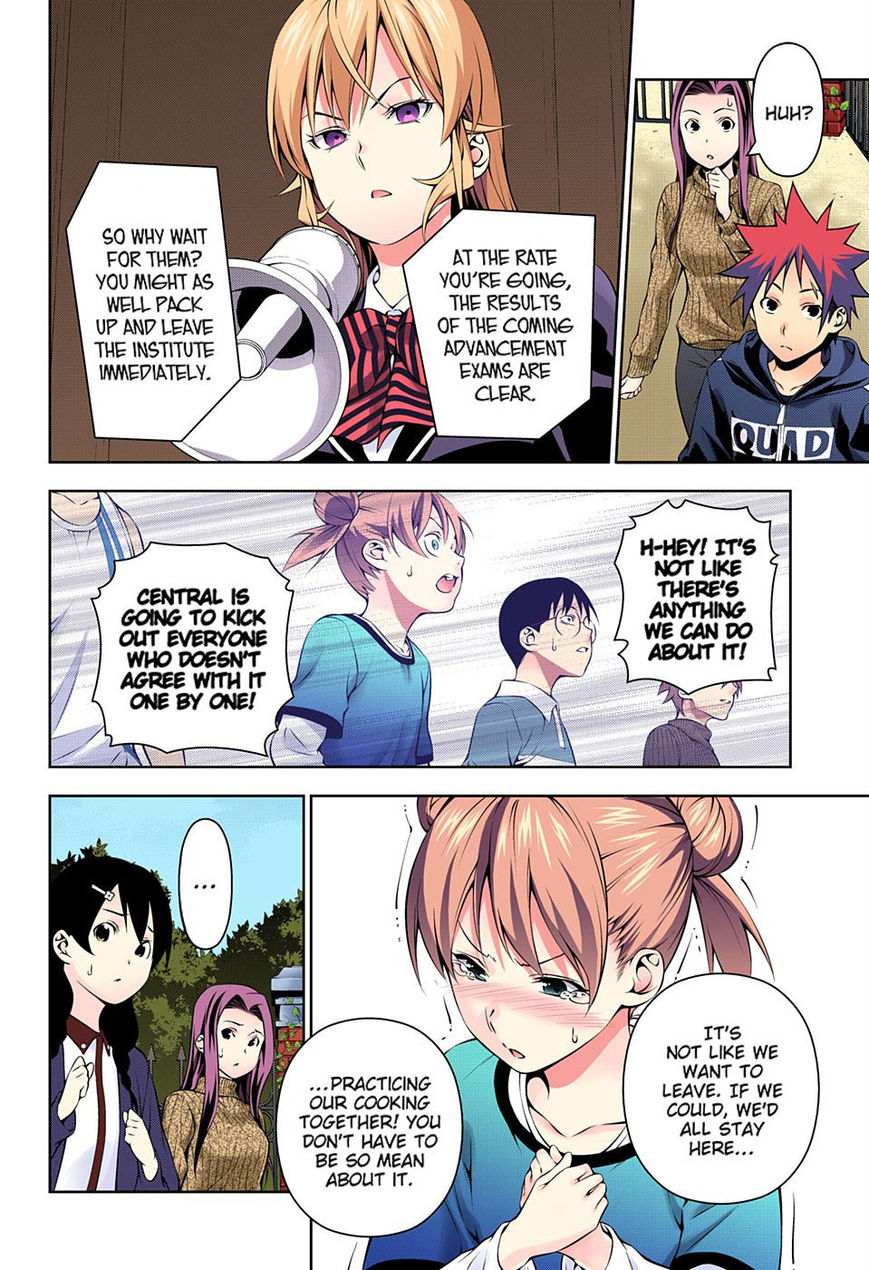 HUH?
QUAD
AT THE RATE
YOU'RE GOING,
THE RESULTS
OF THE COMING
ADVANCEMENT
EXAMS ARE
CLEAR.
SO WHY WAIT
FOR THEM?
YOU MIGHT AS
WELL PACK
UP AND LEAVE
THE INSTITUTE
IMMEDIATELY.
H-HEY! IT'S
NOT LIKE
THERE'S
ANYTHING
WE CAN DO
ABOUT IT!
CENTRAL IS
GOING TO KICK
OUT EVERYONE
WHO DOESN'T
AGREE WITH IT
ONE BY ONE!
IT'S
NOT LIKE WE
WANT TO
LEAVE. IF WE
COULD, WE'D
ALL STAY
HERE...
...PRACTICING
OUR COOKING
TOGETHER! YOU
DON'T HAVE TO
BE SO MEAN
ABOUT IT.
...